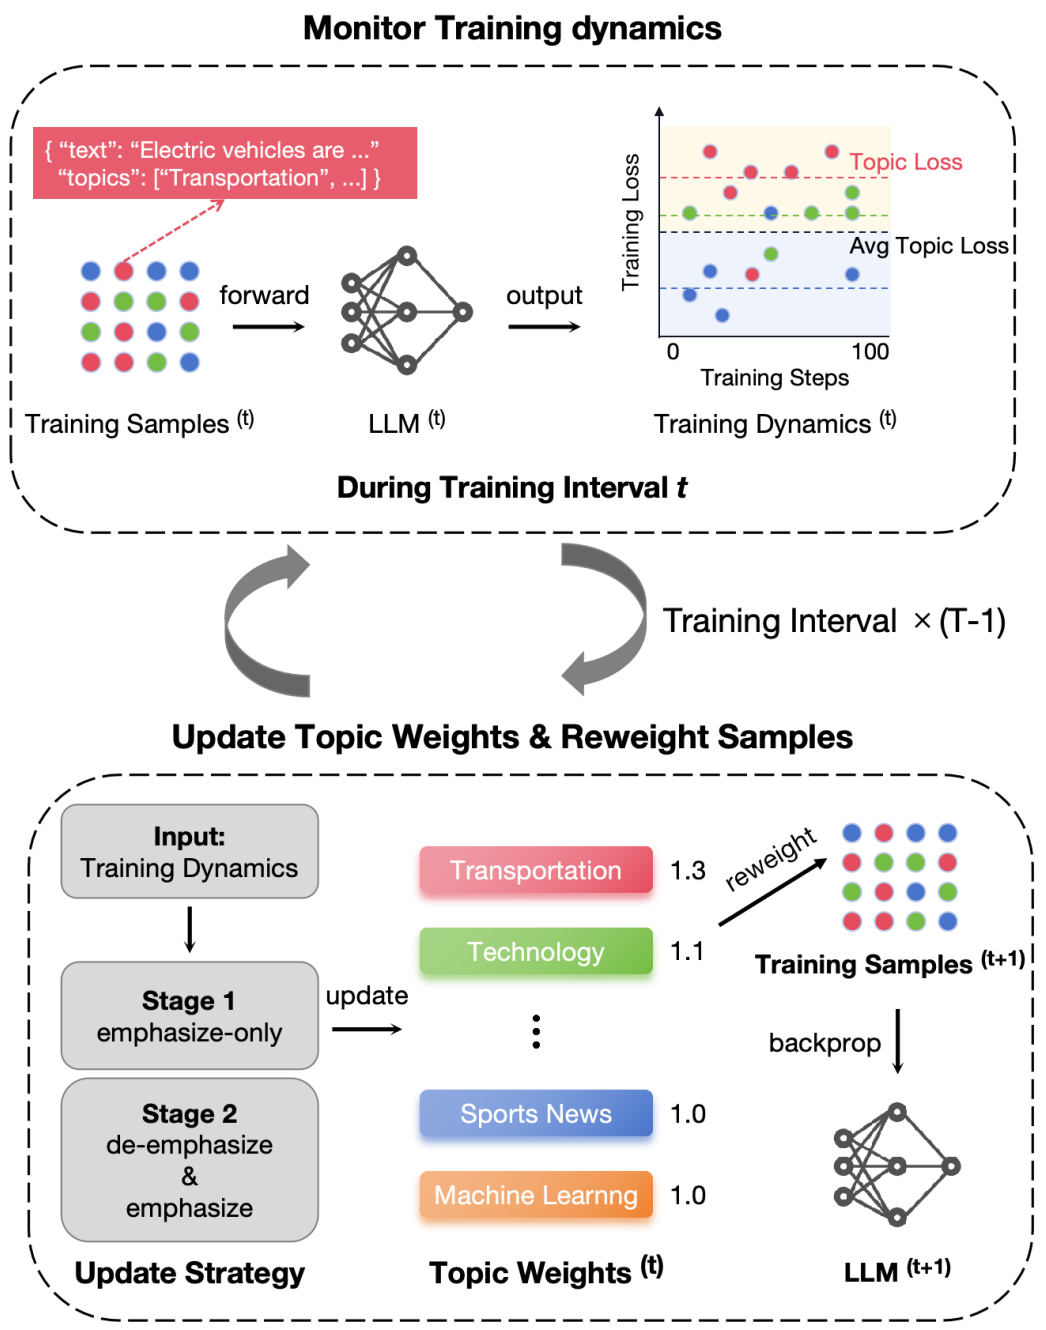 Monitor Training dynamics
{ “text”: “Electric vehicles are ...”
“topics”: [“Transportation”, ...] }
forward
output
Training Loss
Topic Loss
Avg Topic Loss
0
100
Training Steps
Training Samples (t)
LLM (t)
Training Dynamics (t)
During Training Interval t
Training Interval × (T-1)
Update Topic Weights & Reweight Samples
Input:
Training Dynamics
Stage 1
emphasize-only
Stage 2
de-emphasize
&
emphasize
Update Strategy
update
Transportation 1.3
Technology 1.1
⋮
Sports News 1.0
Machine Learnng 1.0
Topic Weights (t)
reweight
Training Samples (t+1)
backprop
LLM (t+1)